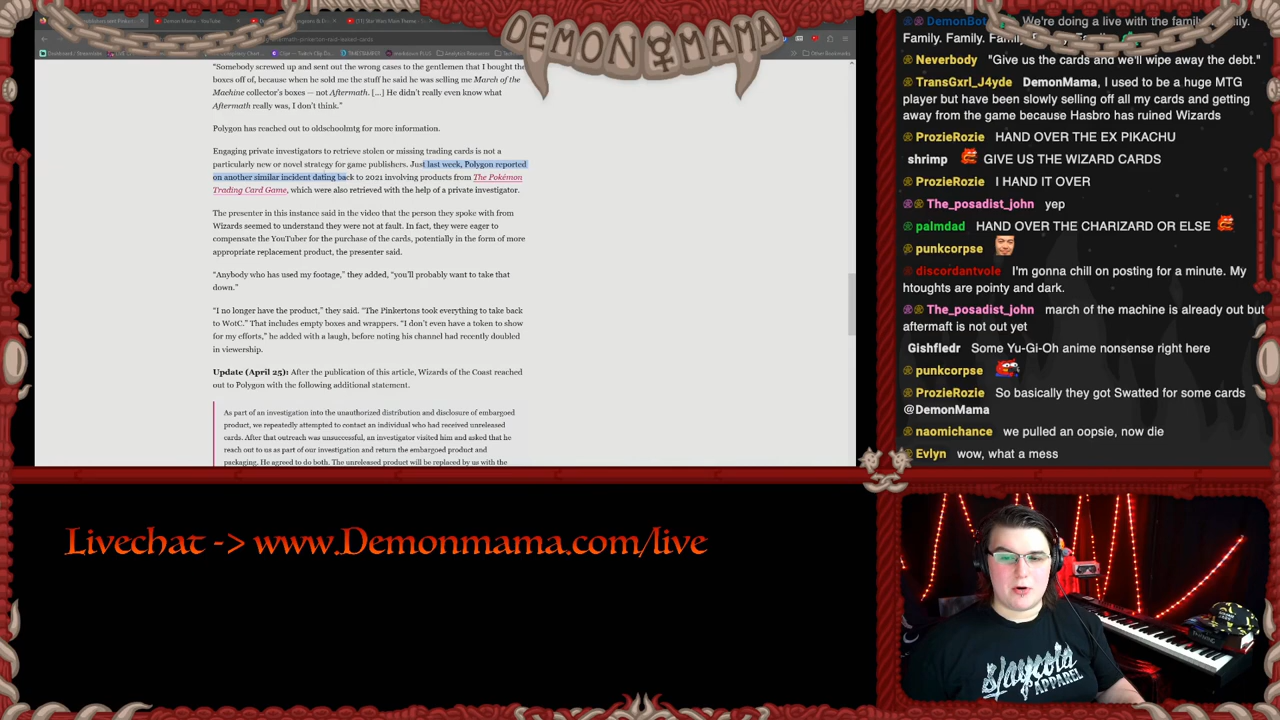 Demon Mama - YouTube
Other Bookmarks
DEMON MAMA
"Somebody screwed up and sent out the wrong cases to the gentlemen that I bought the
boxes off of, because when he sold me the stuff he said he was selling me March of the
Machine collector's boxes — not Aftermath. [...] He didn't really even know what
Aftermath really was, I don't think."
Polygon has reached out to oldschoolmtg for more information.
Engaging private investigators to retrieve stolen or missing trading cards is not a
particularly new or novel strategy for game publishers. Just last week, Polygon reported
on another similar incident dating back to 2021 involving products from The Pokémon
Trading Card Game, which were also retrieved with the help of a private investigator.
The presenter in this instance said in the video that the person they spoke with from
Wizards seemed to understand they were not at fault. In fact, they were eager to
compensate the YouTuber for the purchase of the cards, potentially in the form of more
appropriate replacement product, the presenter said.
"Anybody who has used my footage," they added, "you'll probably want to take that
down."
"I no longer have the product," they said. "The Pinkertons took everything to take back
to WotC." That includes empty boxes and wrappers. "I don't even have a token to show
for my efforts," he added with a laugh, before noting his channel had recently doubled
in viewership.
Update (April 25): After the publication of this article, Wizards of the Coast reached
out to Polygon with the following additional statement.
As part of an investigation into the unauthorized distribution and disclosure of embargoed
product, we repeatedly attempted to contact an individual who had received unreleased
cards. After that outreach was unsuccessful, an investigator visited him and asked that he
reach out to us as part of our investigation and return the embargoed product and
packaging. He agreed to do both. The unreleased product will be replaced by us with the
DemonBot We're doing a live with the family. Family.
Family. Family. Family. Family. Family.
Neverbody "Give us the cards and we'll wipe away the debt."
TransGxrl_J4yde DemonMama, I used to be a huge MTG
player but have been slowly selling off all my cards and getting
away from the game because Hasbro has ruined Wizards
ProzieRozie HAND OVER THE EX PIKACHU
shrimp GIVE US THE WIZARD CARDS
ProzieRozie I HAND IT OVER
The_posadist_john yep
palmdad HAND OVER THE CHARIZARD OR ELSE
punkcorpse
discordantvole I'm gonna chill on posting for a minute. My
htoughts are pointy and dark.
The_posadist_john march of the machine is already out but
aftermaft is not out yet
Gishfledr Some Yu-Gi-Oh anime nonsense right here
punkcorpse
ProzieRozie So basically they got Swatted for some cards
@DemonMama
naomichance we pulled an oopsie, now die
Evlyn wow, what a mess
Livechat -> www.Demonmama.com/live
APPAREL